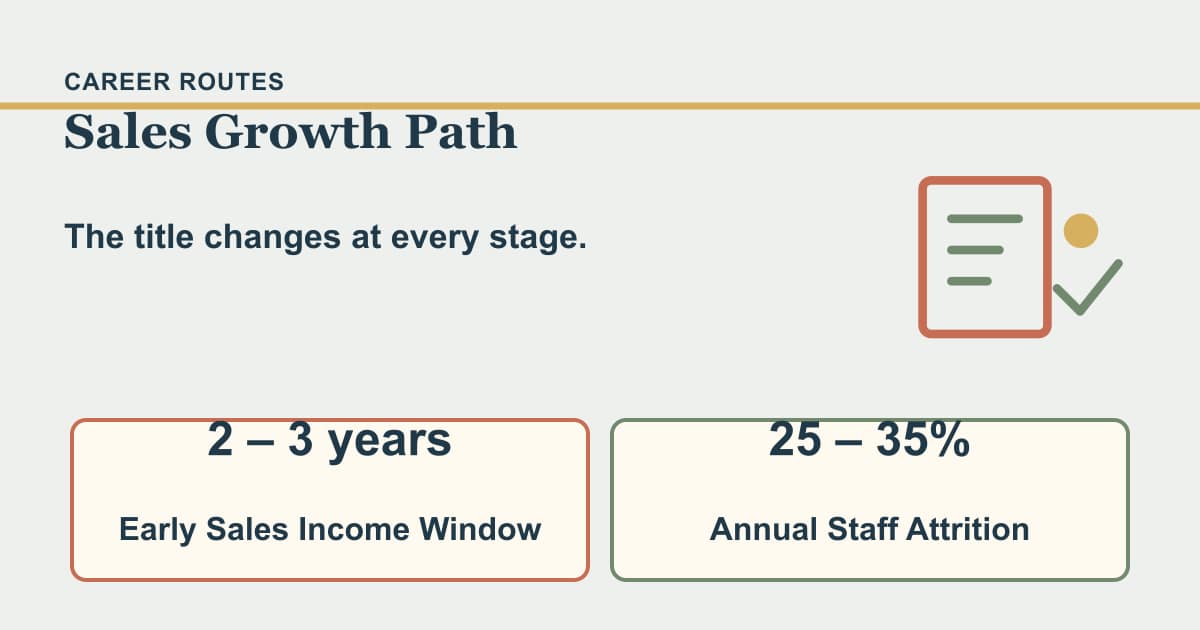 CAREER ROUTES
Sales Growth Path
The title changes at every stage.
2 – 3 years
Early Sales Income Window
25 – 35%
Annual Staff Attrition